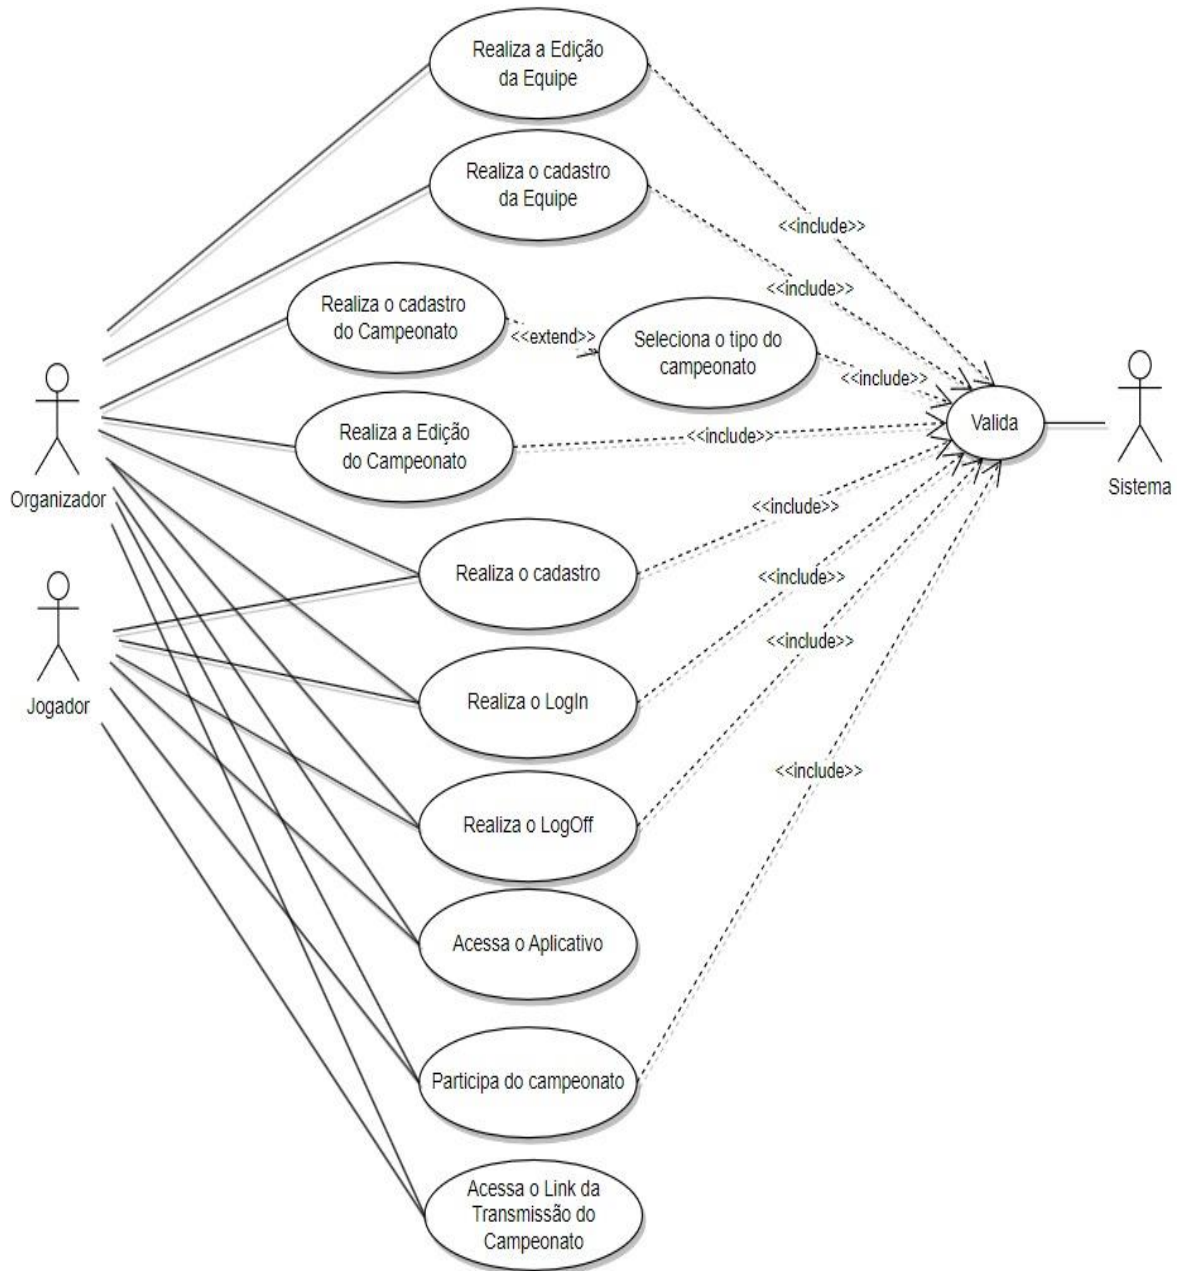 Realiza a Edição
da Equipe
Realiza o cadastro
da Equipe
<<include>>
<<include>>
Realiza o cadastro
do Campeonato
<<extend>>
Seleciona o tipo do
campeonato
<<include>>
Valida
Sistema
Organizador
Realiza a Edição
do Campeonato
<<include>>
<<include>>
Realiza o cadastro
<<include>>
Jogador
Realiza o LogIn
<<include>>
<<include>>
Realiza o LogOff
Acessa o Aplicativo
Participa do campeonato
Acessa o Link da
Transmissão do
Campeonato